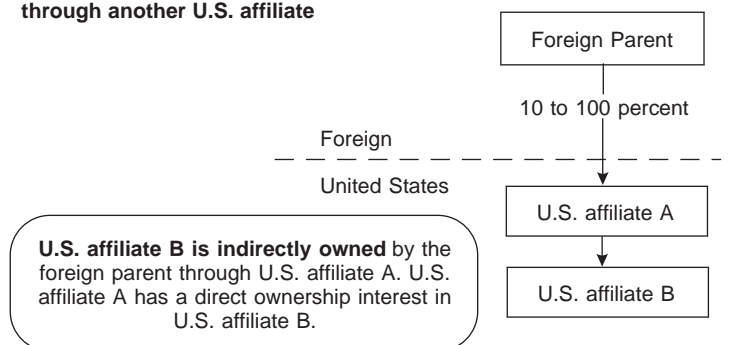 through another U.S. affiliate
Foreign Parent
10 to 100 percent
Foreign
United States
U.S. affiliate A
U.S. affiliate B is indirectly owned by the
foreign parent through U.S. affiliate A. U.S.
affiliate A has a direct ownership interest in
U.S. affiliate B.
U.S. affiliate B